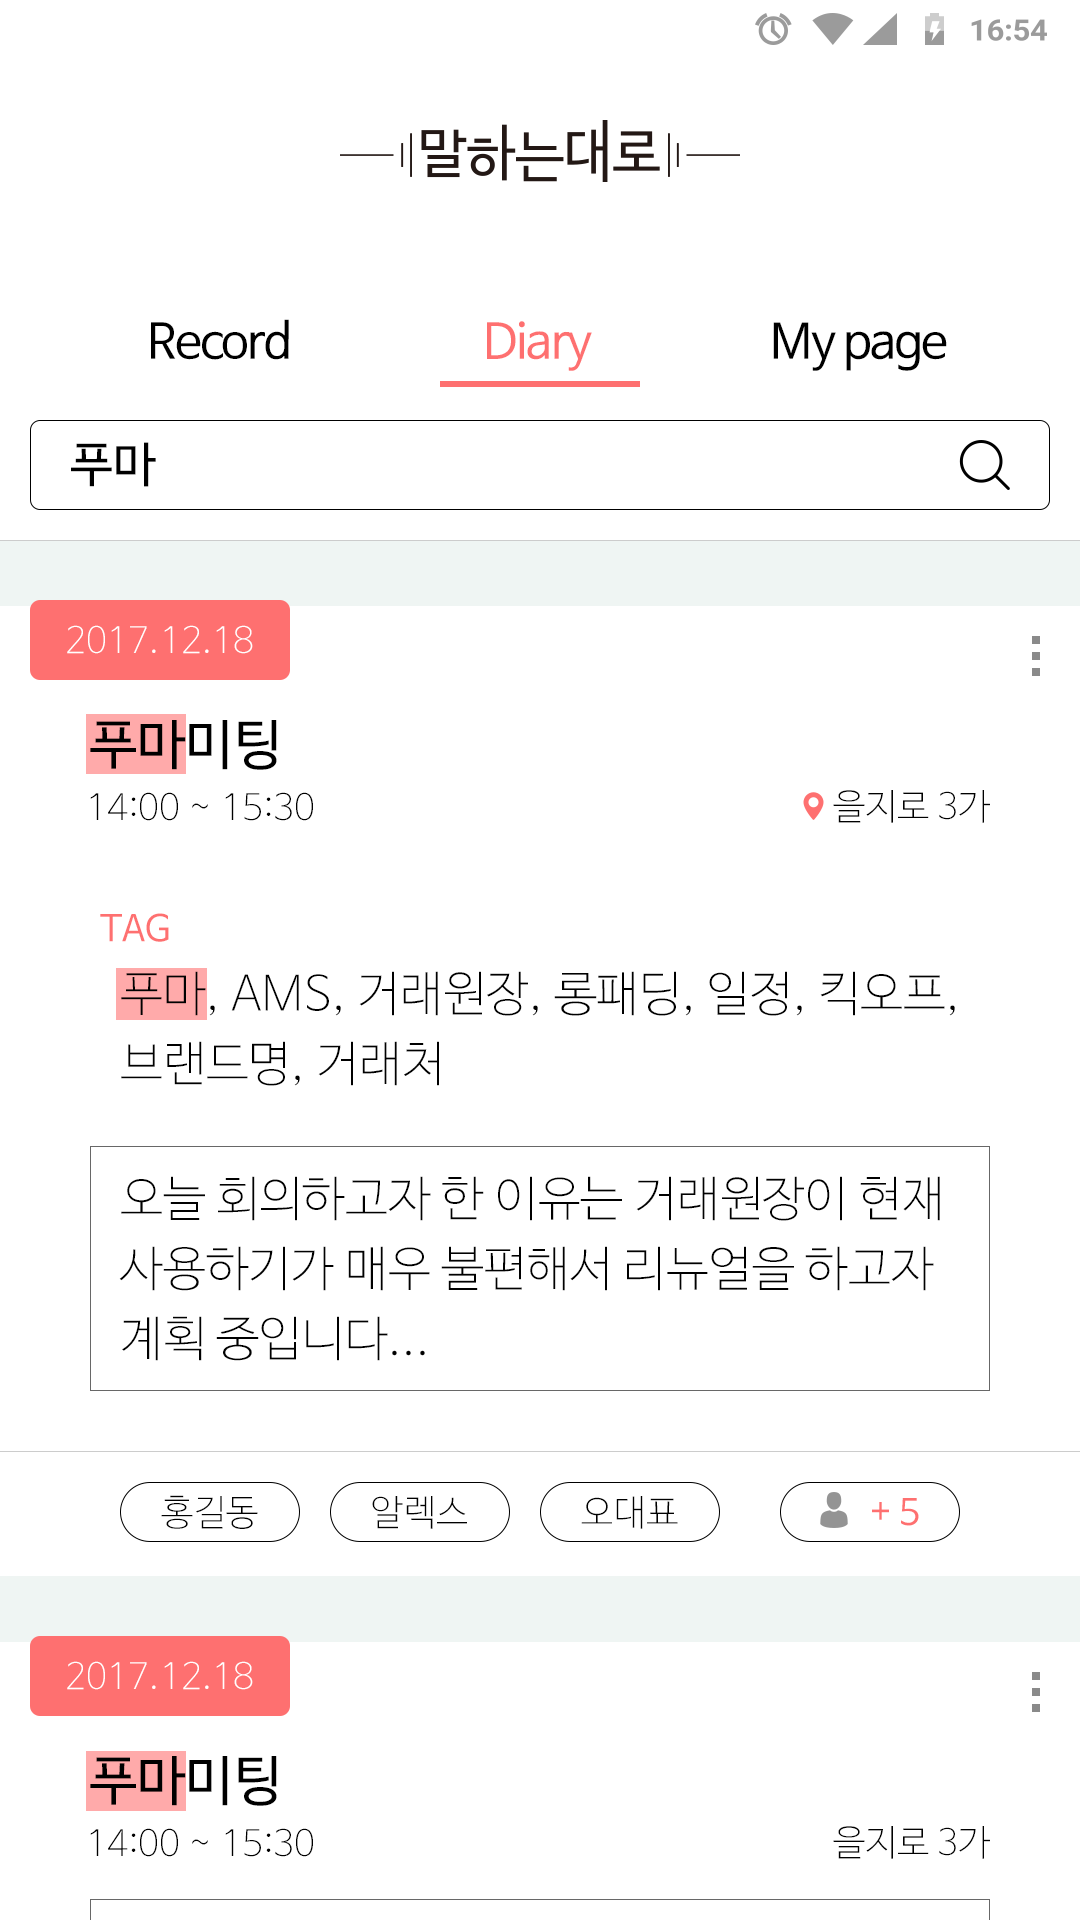 16:54
말하는대로
Record Diary My page
푸마
2017.12.18
푸마미팅
14:00 ~ 15:30 을지로 3가
TAG
푸마, AMS, 거래원장, 롱패딩, 일정, 킥오프,
브랜드명, 거래처
오늘 회의하고자 한 이유는 거래원장이 현재
사용하기가 매우 불편해서 리뉴얼을 하고자
계획 중입니다...
홍길동 알렉스 오대표 + 5
2017.12.18
푸마미팅
14:00 ~ 15:30 을지로 3가